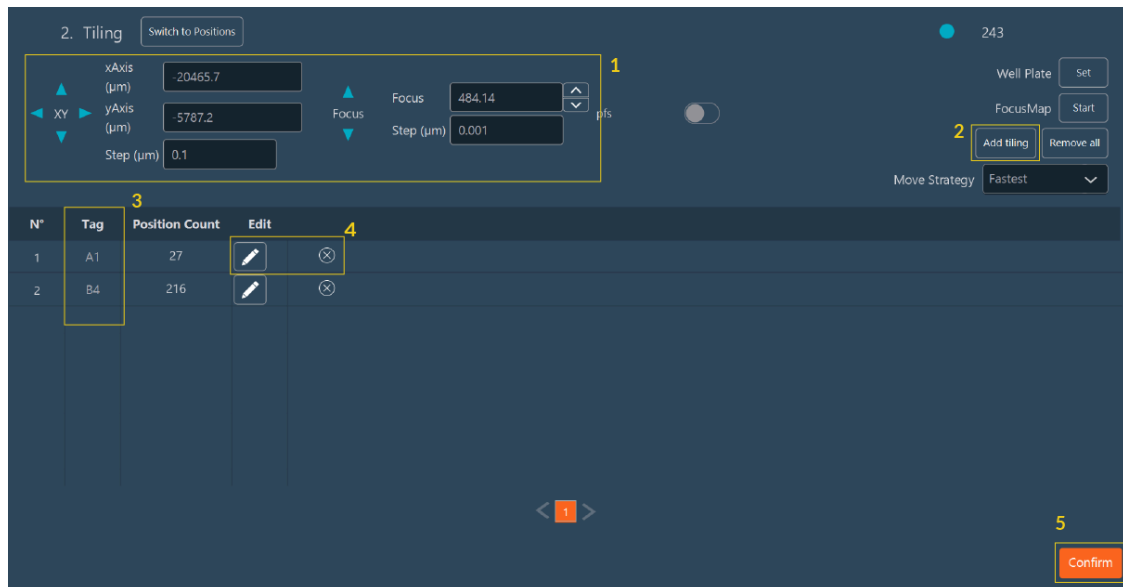 2. Tiling Switch to Positions 243
1
xAxis (µm) -20465.7
XY
yAxis (µm) -5787.2
Step (µm) 0.1
Focus
Focus 484.14
Step (µm) 0.001
pfs
Well Plate Set
FocusMap Start
2 Add tiling Remove all
Move Strategy Fastest
3
N° Tag Position Count Edit
4
1 A1 27
2 B4 216
1
5
Confirm